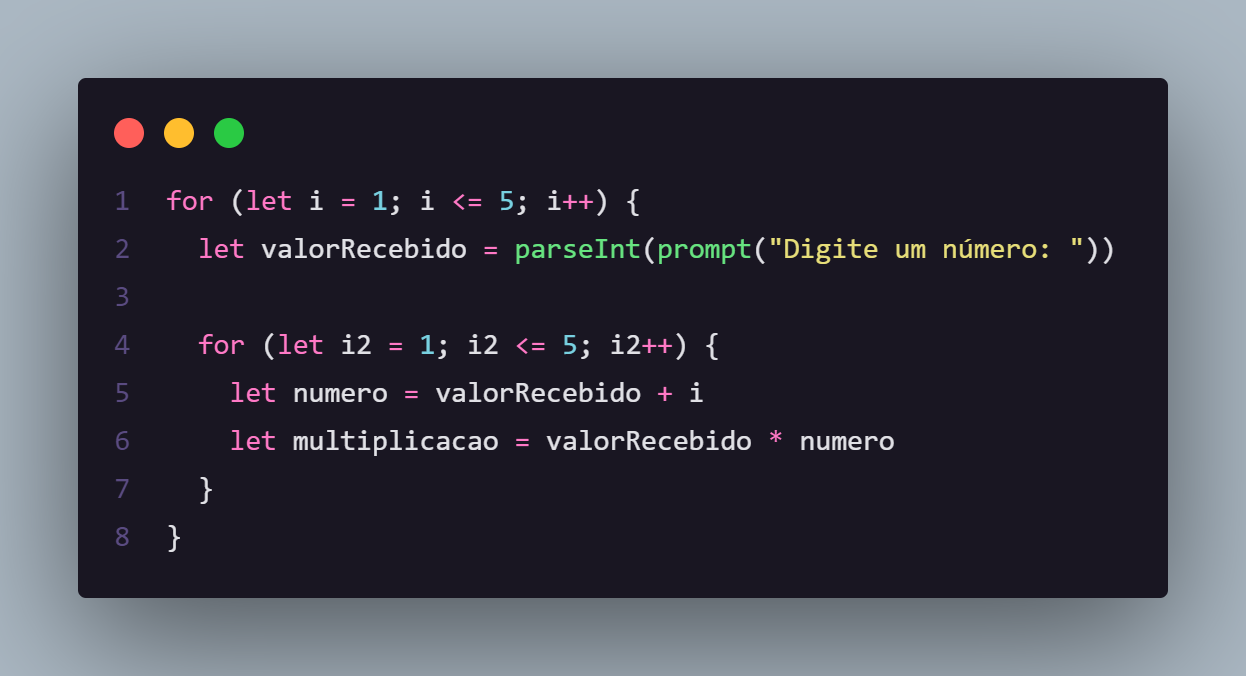 1 for (let i = 1; i <= 5; i++) {
2   let valorRecebido = parseInt(prompt("Digite um número: "))
3
4   for (let i2 = 1; i2 <= 5; i2++) {
5     let numero = valorRecebido + i
6     let multiplicacao = valorRecebido * numero
7   }
8 }